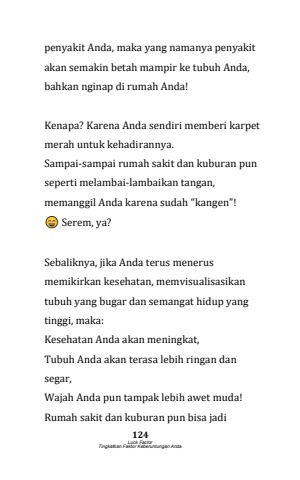 penyakit Anda, maka yang namanya penyakit
akan semakin betah mampir ke tubuh Anda,
bahkan nginap di rumah Anda!
Kenapa? Karena Anda sendiri memberi karpet
merah untuk kehadirannya.
Sampai-sampai rumah sakit dan kuburan pun
seperti melambai-lambaikan tangan,
memanggil Anda karena sudah “kangen”!
😄 Serem, ya?
Sebaliknya, jika Anda terus menerus
memikirkan kesehatan, memvisualisasikan
tubuh yang bugar dan semangat hidup yang
tinggi, maka:
Kesehatan Anda akan meningkat,
Tubuh Anda akan terasa lebih ringan dan
segar,
Wajah Anda pun tampak lebih awet muda!
Rumah sakit dan kuburan pun bisa jadi
124
Luck Factor
Tingkatkan Faktor Keberuntungan Anda